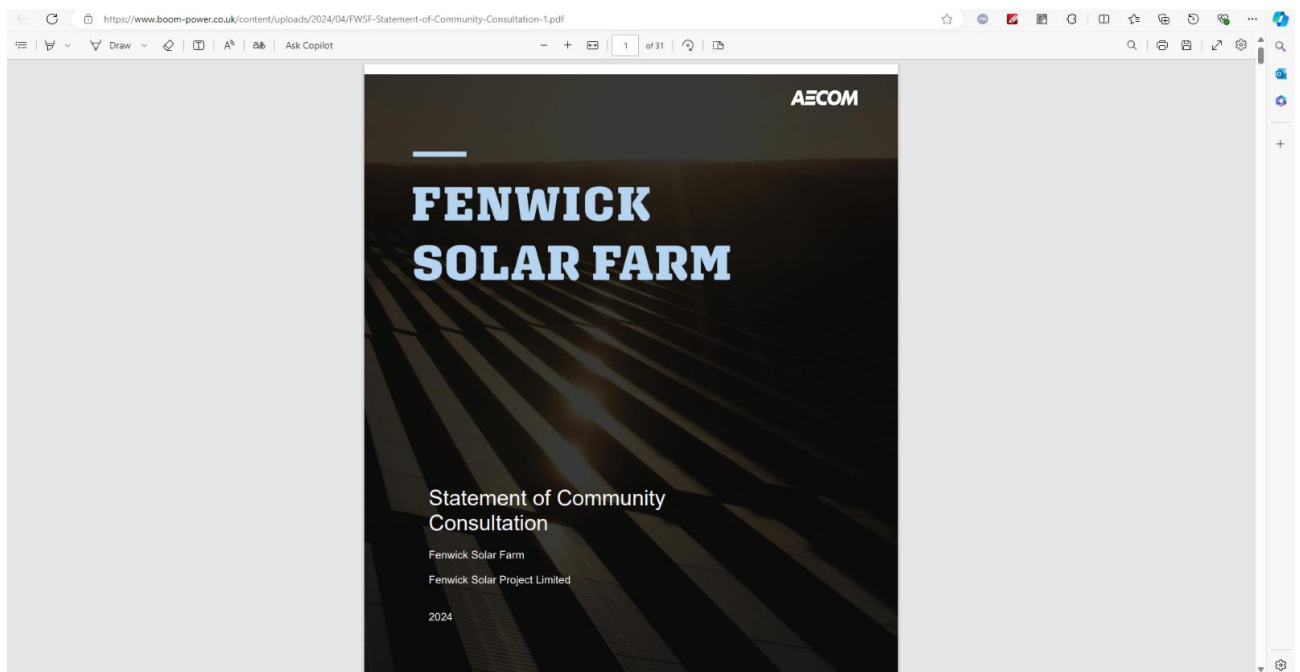 https://www.boom-power.co.uk/content/uploads/2024/04/FWSF-Statement-of-Community-Consultation-1.pdf
Draw
Ask Copilot
1 of 31
AECOM
FENWICK
SOLAR FARM
Statement of Community
Consultation
Fenwick Solar Farm
Fenwick Solar Project Limited
2024